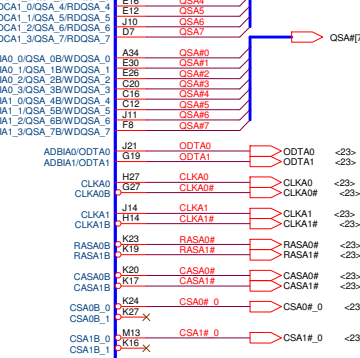 DCA1_0/QSA_4/RDQSA_4 E16 QSA4
DCA1_1/QSA_5/RDQSA_5 E12 QSA5
DCA1_2/QSA_6/RDQSA_6 J10 QSA6
DCA1_3/QSA_7/RDQSA_7 D7 QSA7
QSA#[7
IA0_0/QSA_0B/WDQSA_0 A34 QSA#0
IA0_1/QSA_1B/WDQSA_1 E30 QSA#1
IA0_2/QSA_2B/WDQSA_2 E26 QSA#2
IA0_3/QSA_3B/WDQSA_3 C20 QSA#3
IA1_0/QSA_4B/WDQSA_4 C16 QSA#4
IA1_1/QSA_5B/WDQSA_5 C12 QSA#5
IA1_2/QSA_6B/WDQSA_6 J11 QSA#6
IA1_3/QSA_7B/WDQSA_7 F8 QSA#7
ADBIA0/ODTA0 J21 ODTA0 ODTA0 <23>
ADBIA1/ODTA1 G19 ODTA1 ODTA1 <23>
CLKA0 H27 CLKA0 CLKA0 <23>
CLKA0B G27 CLKA0# CLKA0# <23>
CLKA1 J14 CLKA1 CLKA1 <23>
CLKA1B H14 CLKA1# CLKA1# <23>
RASA0B K23 RASA0# RASA0# <23>
RASA1B K19 RASA1# RASA1# <23>
CASA0B K20 CASA0# CASA0# <23>
CASA1B K17 CASA1# CASA1# <23>
CSA0B_0 K24 CSA0#_0 CSA0#_0 <23
CSA0B_1 K27
CSA1B_0 M13 CSA1#_0 CSA1#_0 <23
CSA1B_1 K16